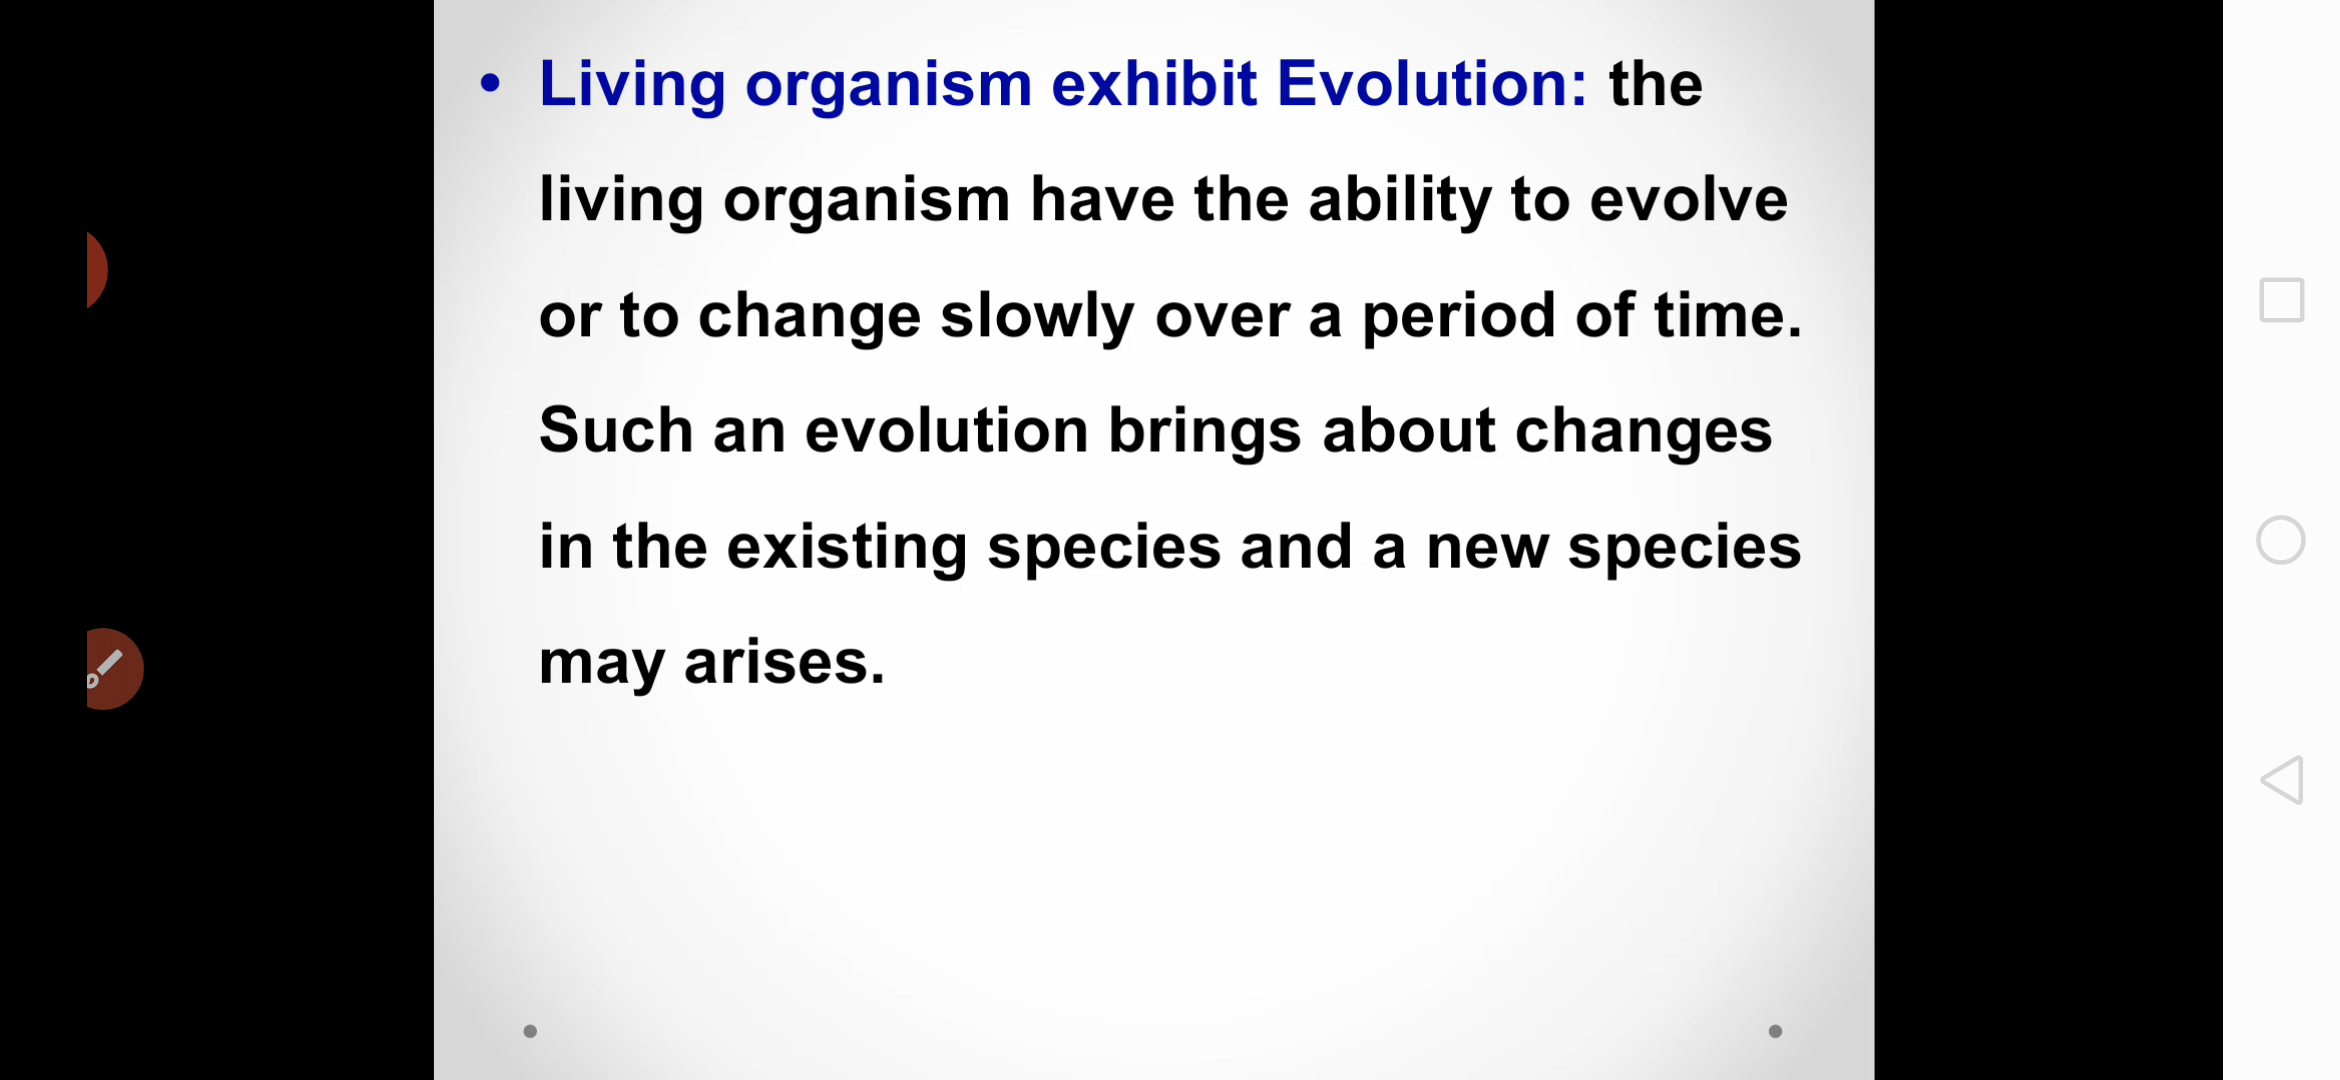 • Living organism exhibit Evolution: the
living organism have the ability to evolve
or to change slowly over a period of time.
Such an evolution brings about changes
in the existing species and a new species
may arises.